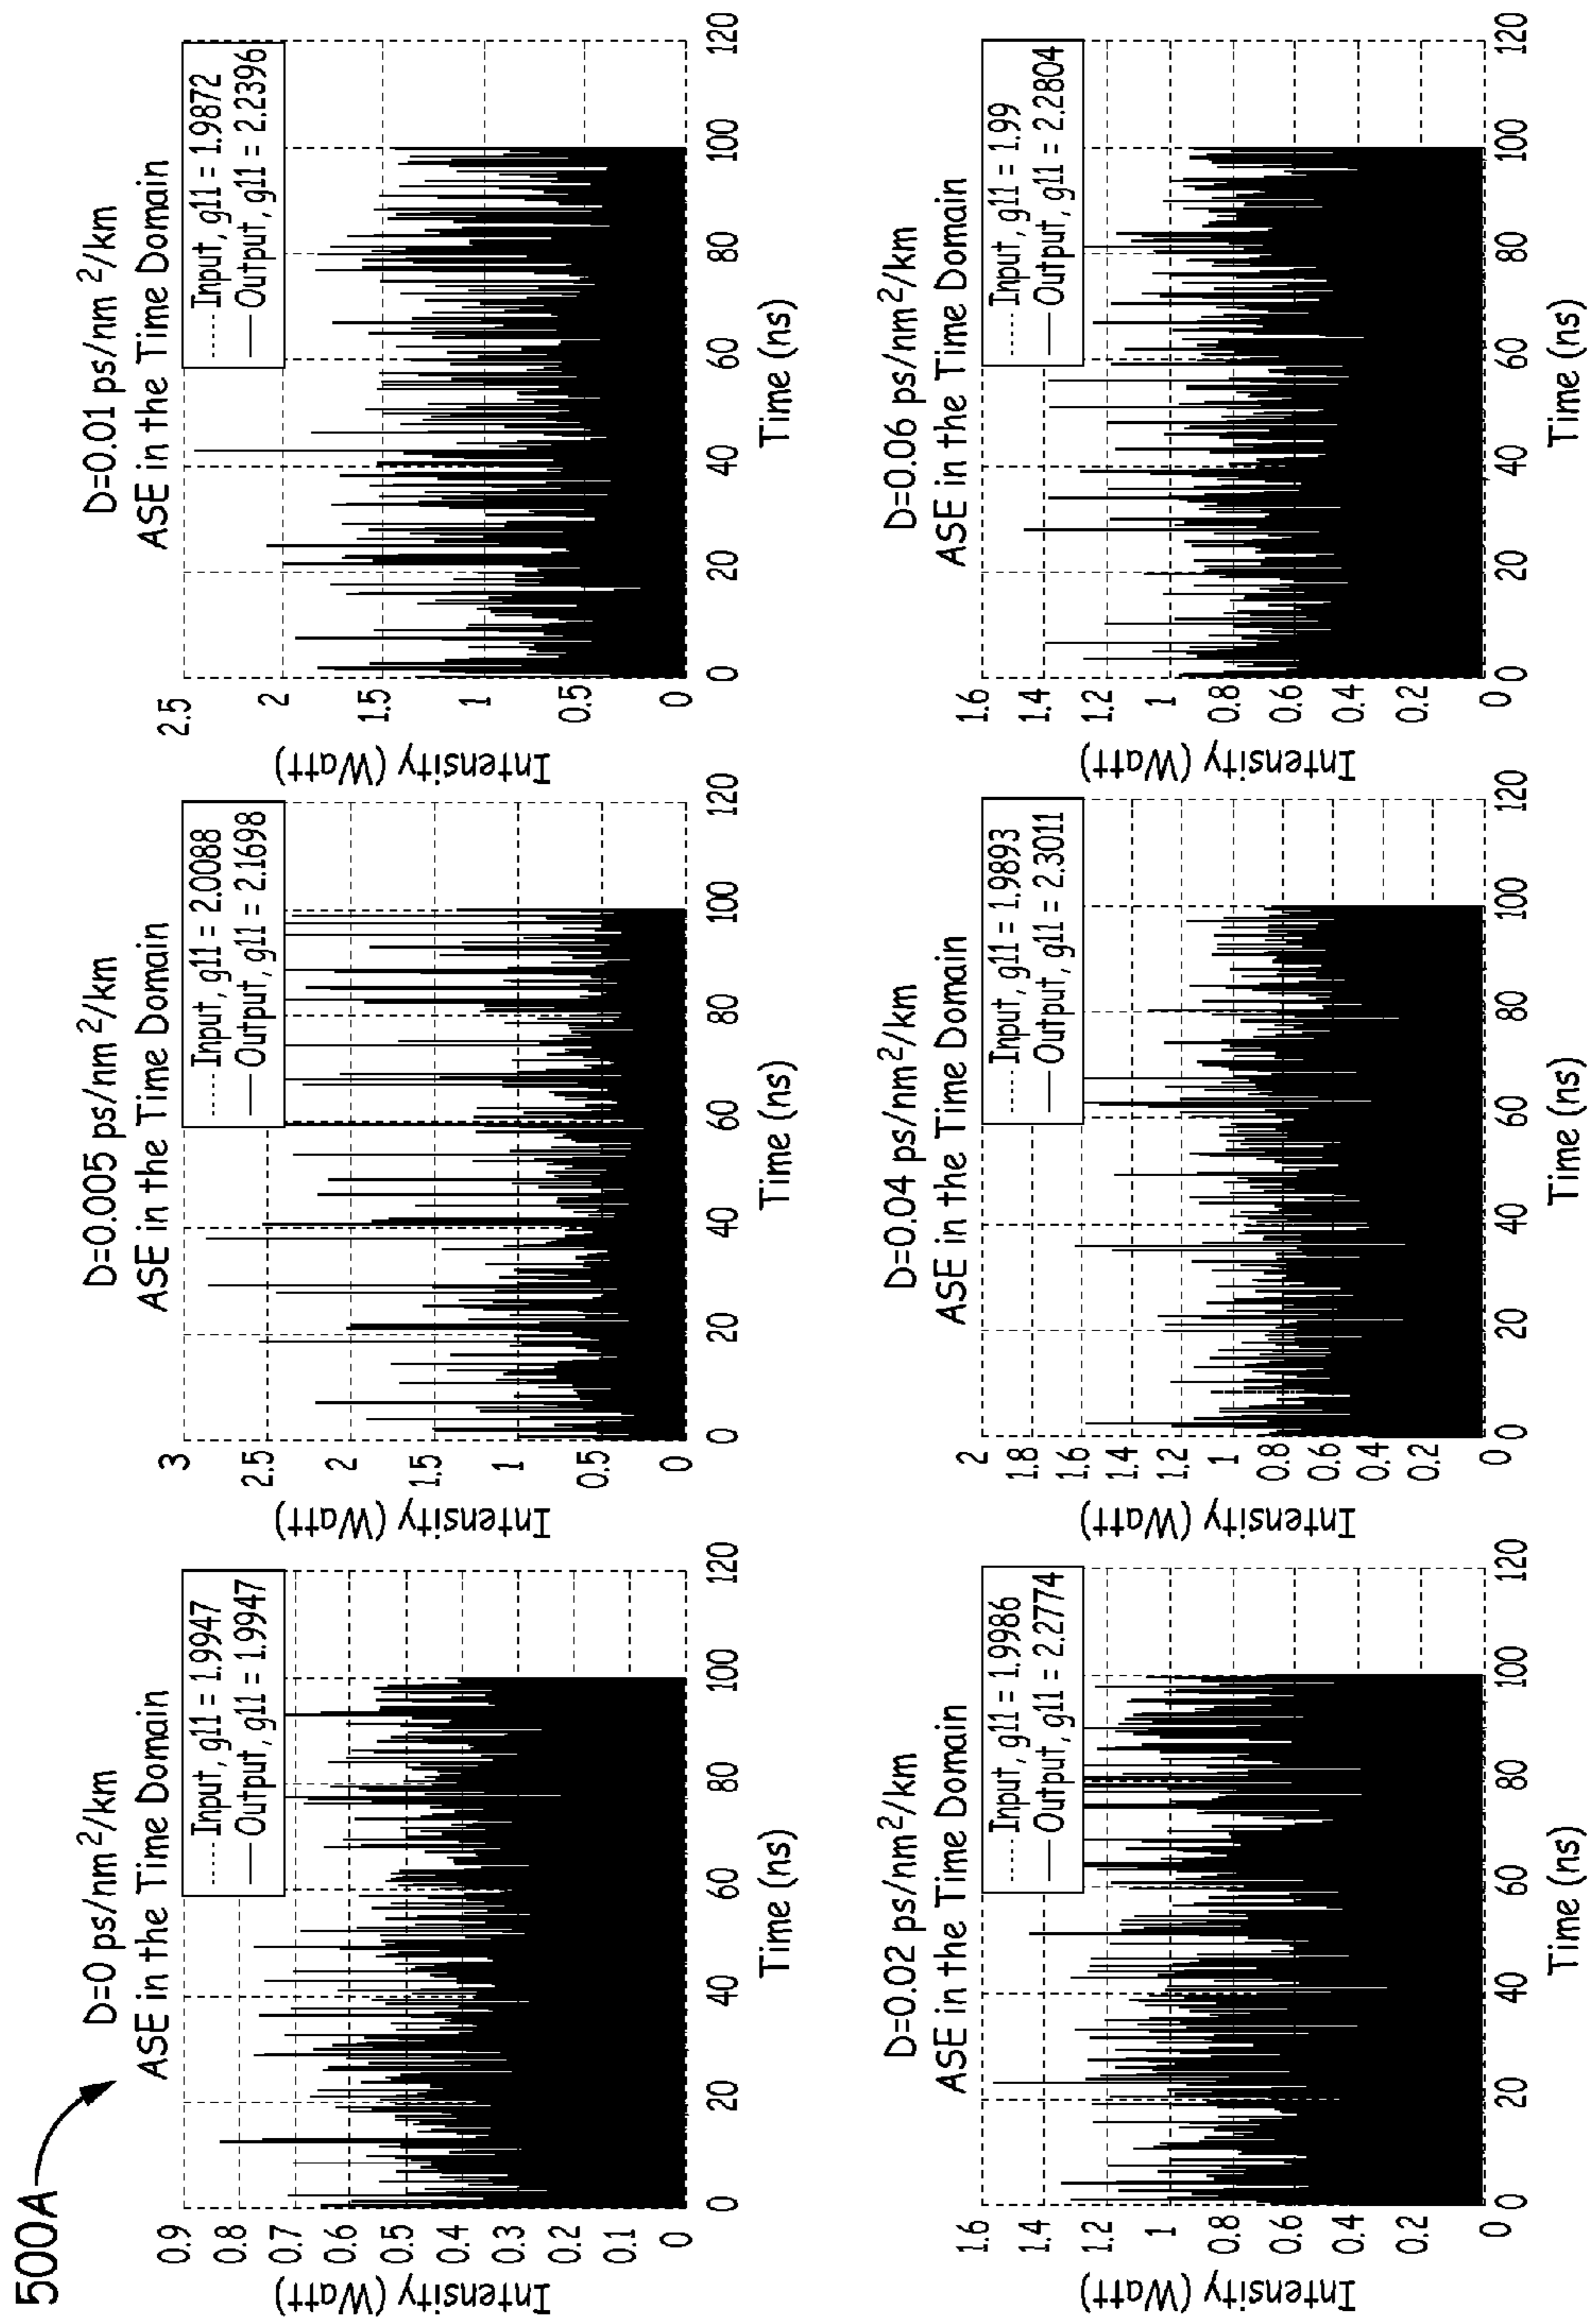 500A
D=0 ps/nm²/km
ASE in the Time Domain
Input, g11 = 1.9947
Output, g11 = 1.9947
Intensity (Watt)
0.9
0.8
0.7
0.6
0.5
0.4
0.3
0.2
0.1
0
0 20 40 60 80 100 120
Time (ns)
D=0.005 ps/nm²/km
ASE in the Time Domain
Input, g11 = 2.0088
Output, g11 = 2.1698
Intensity (Watt)
3
2.5
2
1.5
1
0.5
0
0 20 40 60 80 100 120
Time (ns)
D=0.01 ps/nm²/km
ASE in the Time Domain
Input, g11 = 1.9872
Output, g11 = 2.2396
Intensity (Watt)
2.5
2
1.5
1
0.5
0
0 20 40 60 80 100 120
Time (ns)
D=0.02 ps/nm²/km
ASE in the Time Domain
Input, g11 = 1.9986
Output, g11 = 2.2774
Intensity (Watt)
1.6
1.4
1.2
1
0.8
0.6
0.4
0.2
0
0 20 40 60 80 100 120
Time (ns)
D=0.04 ps/nm²/km
ASE in the Time Domain
Input, g11 = 1.9893
Output, g11 = 2.3011
Intensity (Watt)
2
1.8
1.6
1.4
1.2
1
0.8
0.6
0.4
0.2
0
0 20 40 60 80 100 120
Time (ns)
D=0.06 ps/nm²/km
ASE in the Time Domain
Input, g11 = 1.99
Output, g11 = 2.2804
Intensity (Watt)
1.6
1.4
1.2
1
0.8
0.6
0.4
0.2
0
0 20 40 60 80 100 120
Time (ns)